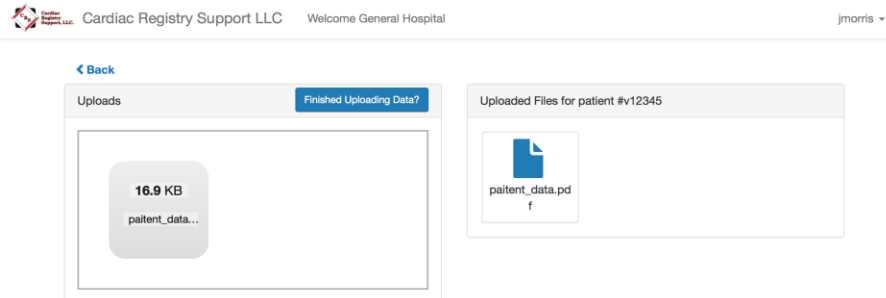 Cardiac
Registry
Support, LLC.
Cardiac Registry Support LLC
Welcome General Hospital
jmorris
Back
Uploads
Finished Uploading Data?
16.9 KB
paitent_data...
Uploaded Files for patient #v12345
paitent_data.pd
f